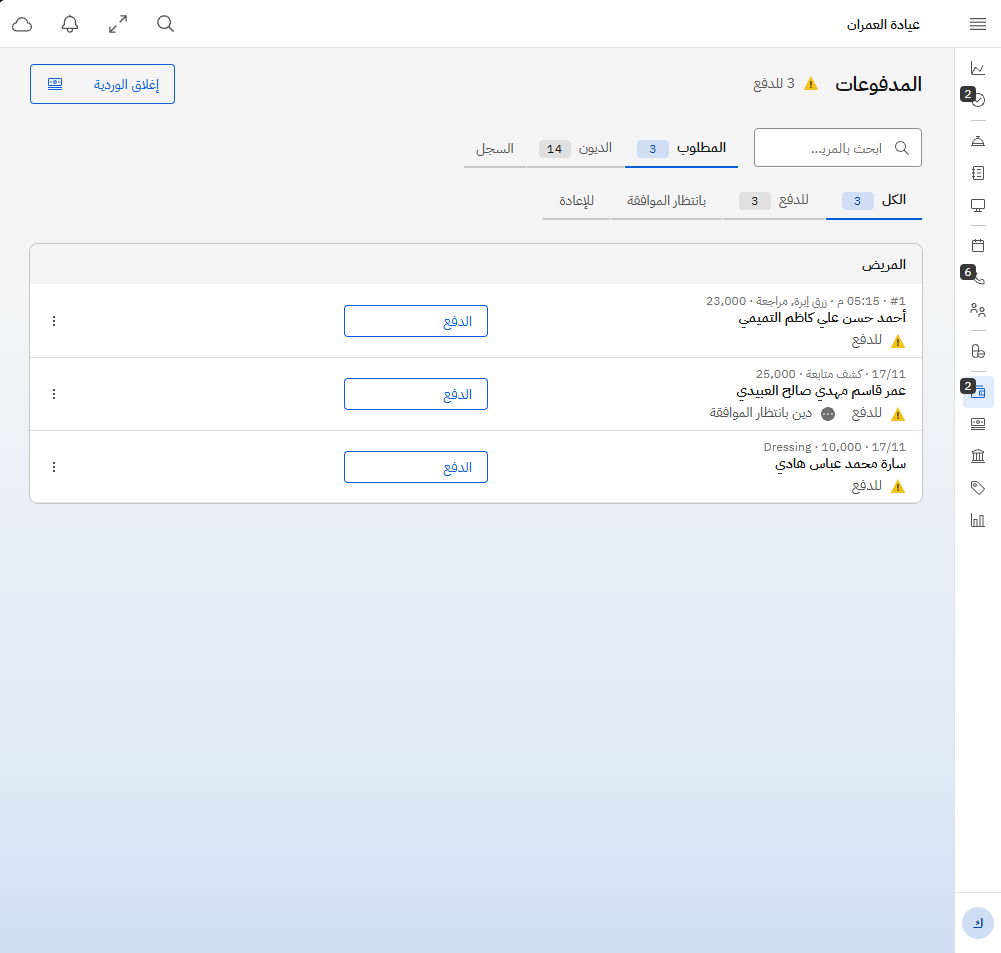 عيادة العمران
المدفوعات
3 للدفع
إغلاق الوردية
ابحث بالمريـ...
المطلوب 3
الديون 14
السجل
الكل 3
للدفع 3
بانتظار الموافقة
للإعادة
المريض
#1 · 05:15 م · زرق إبرة, مراجعة · 23,000
أحمد حسن علي كاظم التميمي
للدفع
الدفع
17/11 · كشف متابعة · 25,000
عمر قاسم مهدي صالح العبيدي
للدفع
دين بانتظار الموافقة
الدفع
17/11 · Dressing · 10,000
سارة محمد عباس هادي
للدفع
الدفع
2
6
2
ك